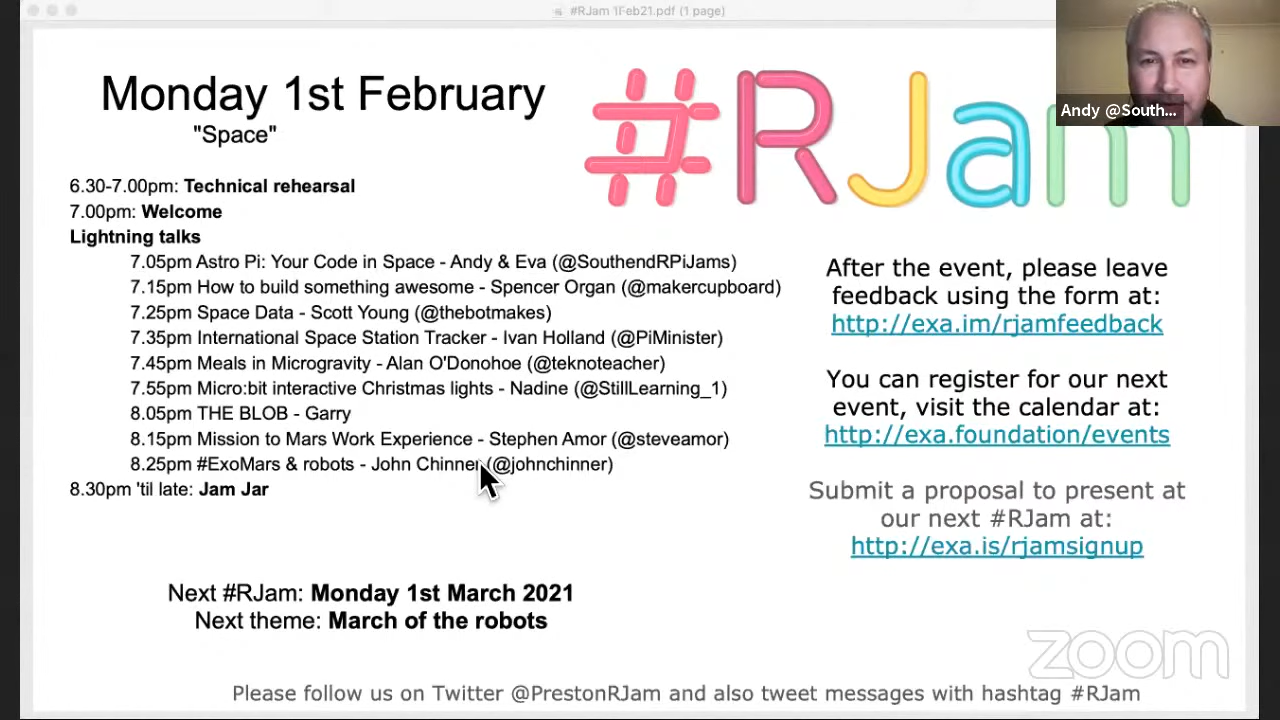 #RJam 1Feb21.pdf (1 page)
Monday 1st February
"Space"
#RJam
Andy @South...
6.30-7.00pm: Technical rehearsal
7.00pm: Welcome
Lightning talks
7.05pm Astro Pi: Your Code in Space - Andy & Eva (@SouthendRPiJams)
7.15pm How to build something awesome - Spencer Organ (@makercupboard)
7.25pm Space Data - Scott Young (@thebotmakes)
7.35pm International Space Station Tracker - Ivan Holland (@PiMinister)
7.45pm Meals in Microgravity - Alan O'Donohoe (@teknoteacher)
7.55pm Micro:bit interactive Christmas lights - Nadine (@StillLearning_1)
8.05pm THE BLOB - Garry
8.15pm Mission to Mars Work Experience - Stephen Amor (@steveamor)
8.25pm #ExoMars & robots - John Chinner (@johnchinner)
8.30pm 'til late: Jam Jar
Next #RJam: Monday 1st March 2021
Next theme: March of the robots
After the event, please leave
feedback using the form at:
http://exa.im/rjamfeedback
You can register for our next
event, visit the calendar at:
http://exa.foundation/events
Submit a proposal to present at
our next #RJam at:
http://exa.is/rjamsignup
zoom
Please follow us on Twitter @PrestonRJam and also tweet messages with hashtag #RJam